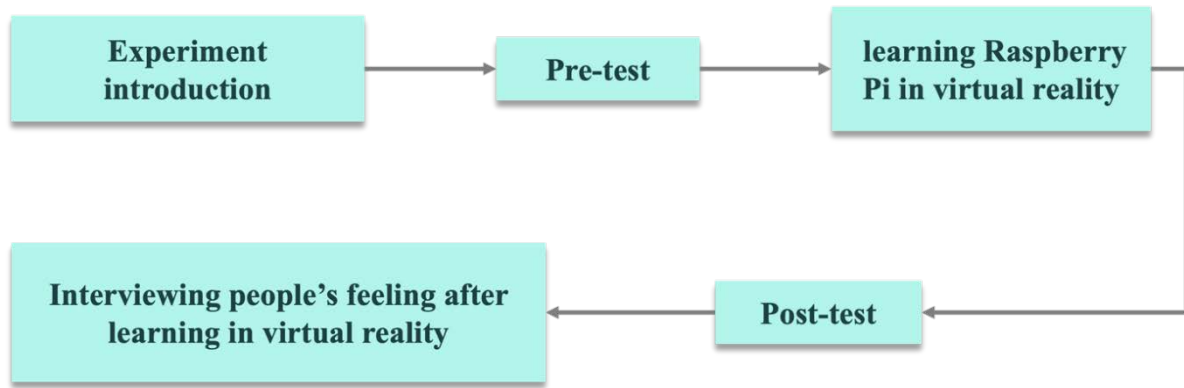 Experiment
introduction
Pre-test
learning Raspberry
Pi in virtual reality
Post-test
Interviewing people’s feeling after
learning in virtual reality